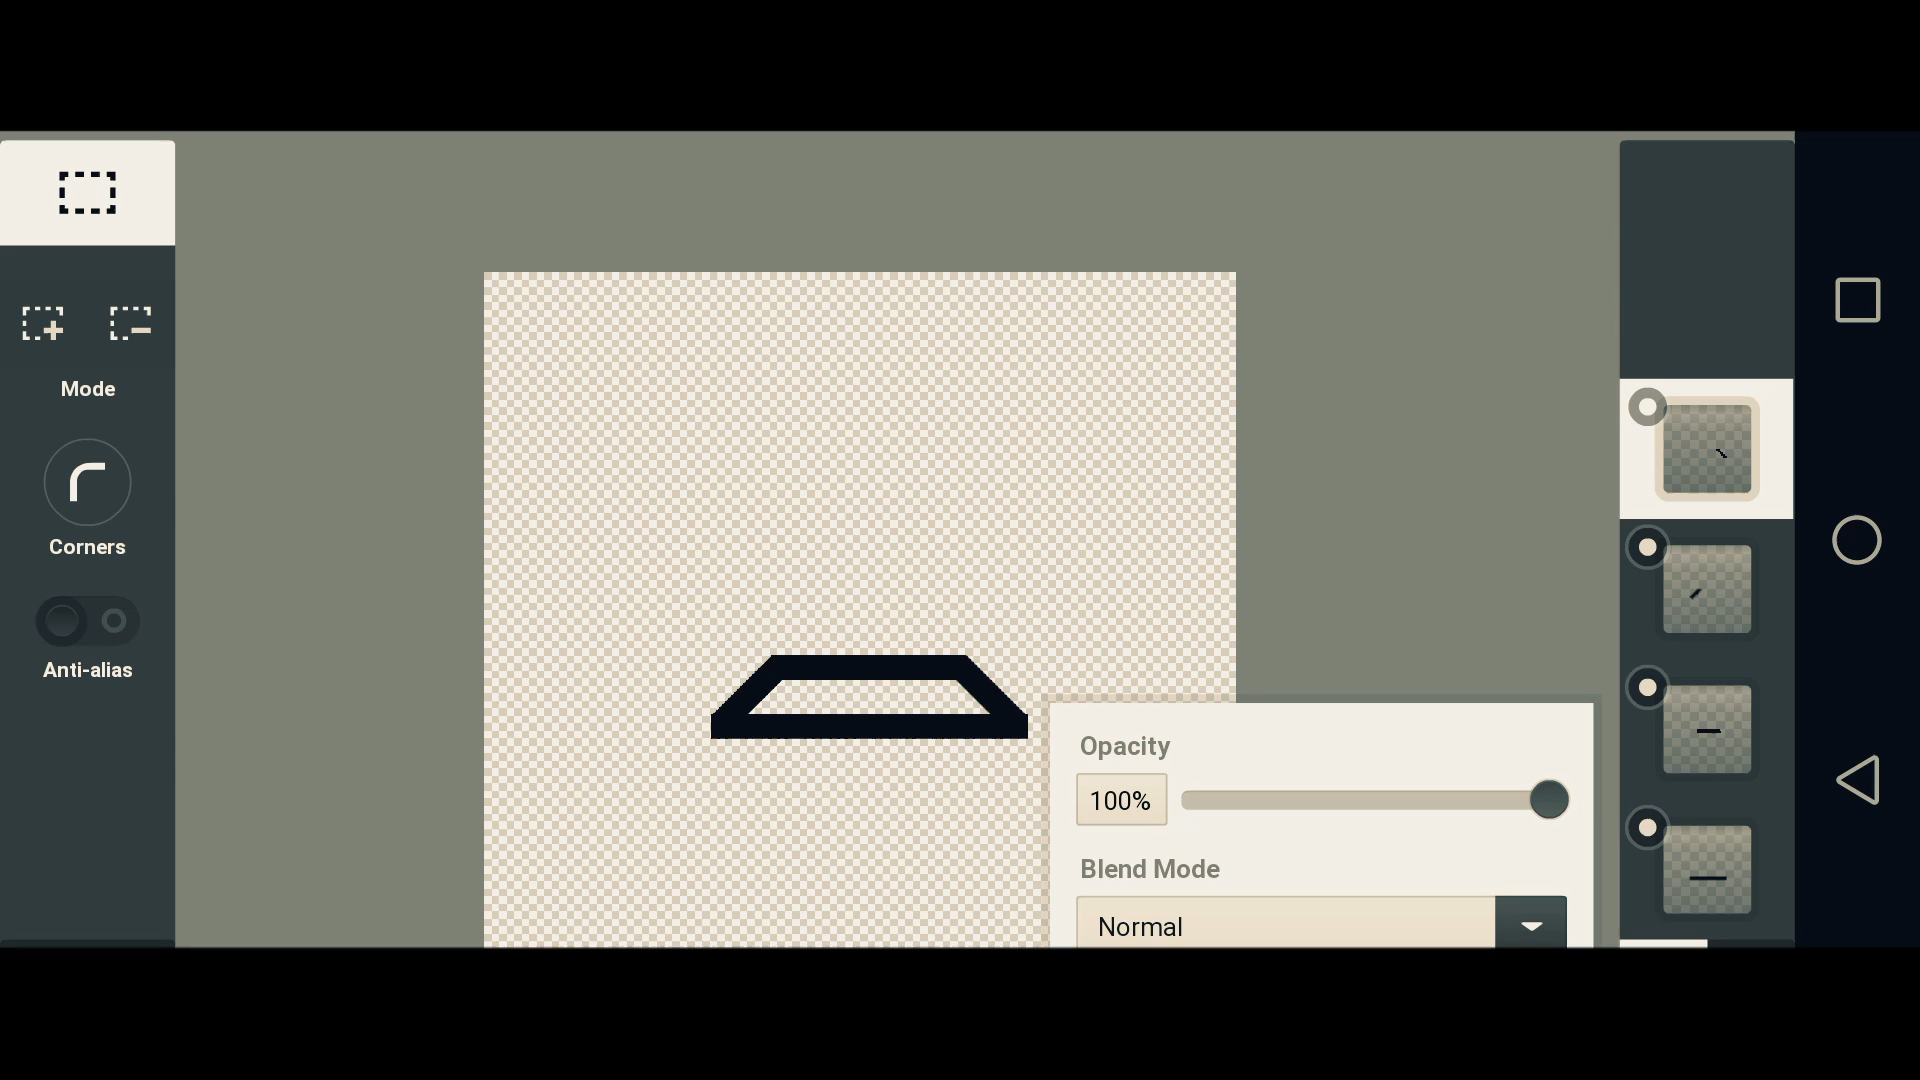 Mode
Corners
Anti-alias
Opacity
100%
Blend Mode
Normal